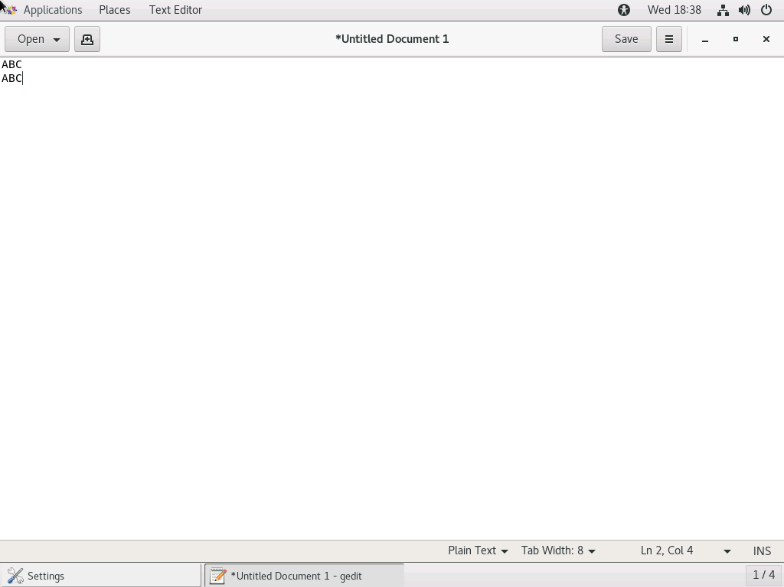 Applications Places Text Editor Wed 18:38
Open *Untitled Document 1 Save
ABC
ABC
Plain Text Tab Width: 8 Ln 2, Col 4 INS
Settings *Untitled Document 1 - gedit 1 / 4